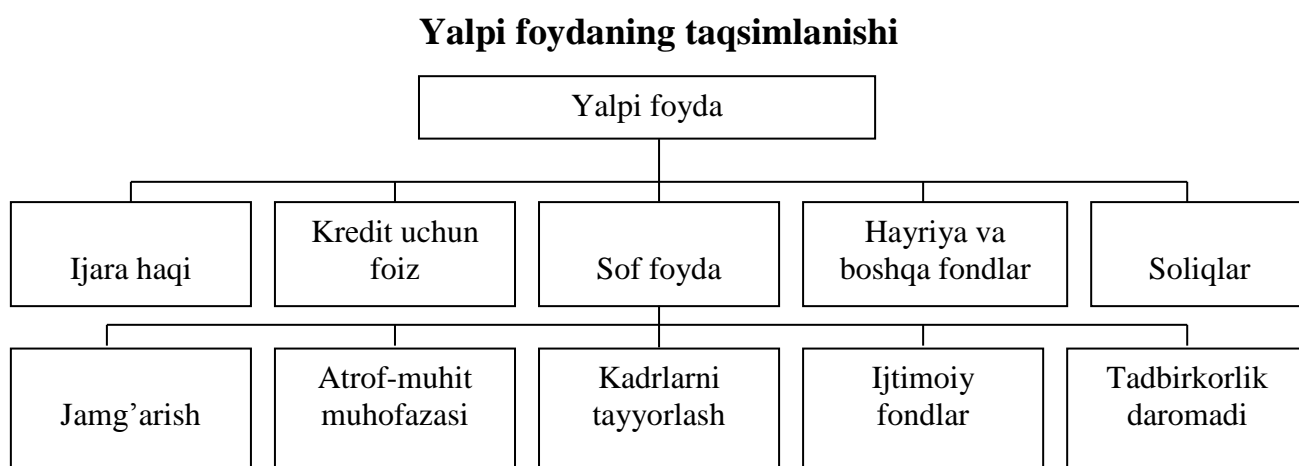 Yalpi foydaning taqsimlanishi
Yalpi foyda
Ijara haqi
Kredit uchun
foiz
Sof foyda
Hayriya va
boshqa fondlar
Soliqlar
Jamg’arish
Atrof-muhit
muhofazasi
Kadrlarni
tayyorlash
Ijtimoiy
fondlar
Tadbirkorlik
daromadi